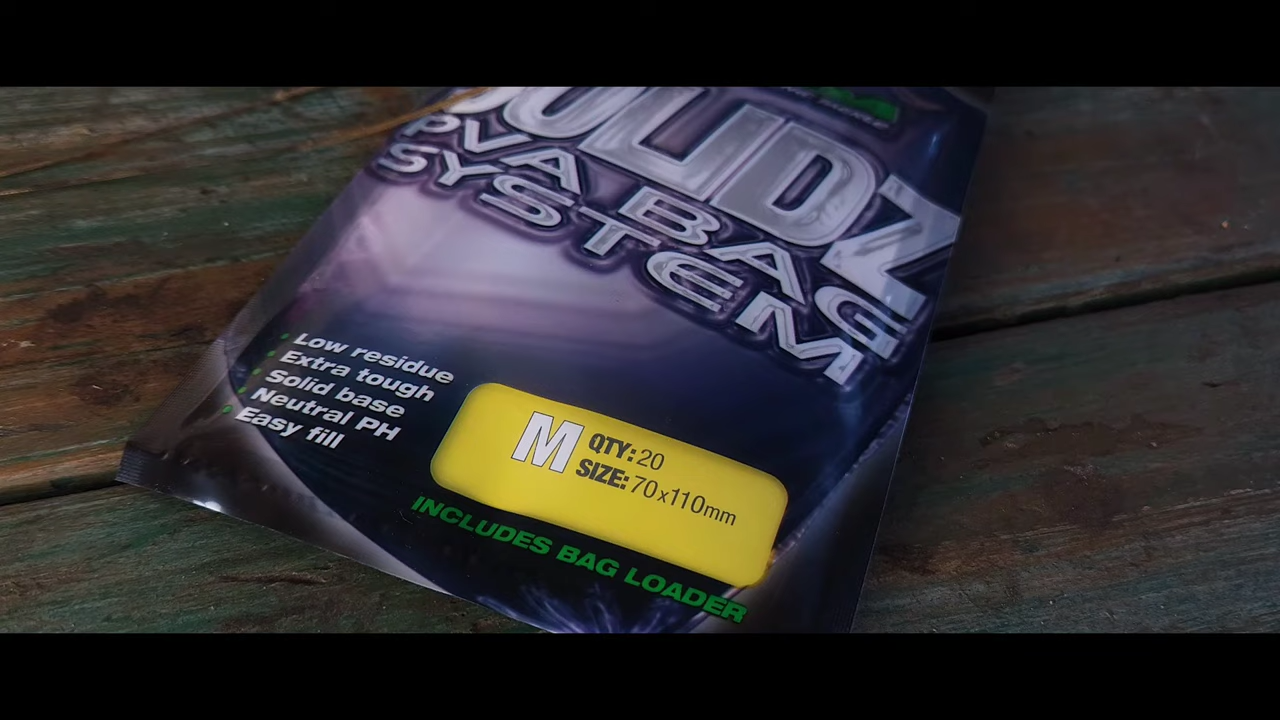 SOLIDZ
PVA BAG
SYSTEM
Low residue
Extra tough
Solid base
Neutral PH
Easy fill
M
QTY: 20
SIZE: 70x110mm
INCLUDES BAG LOADER